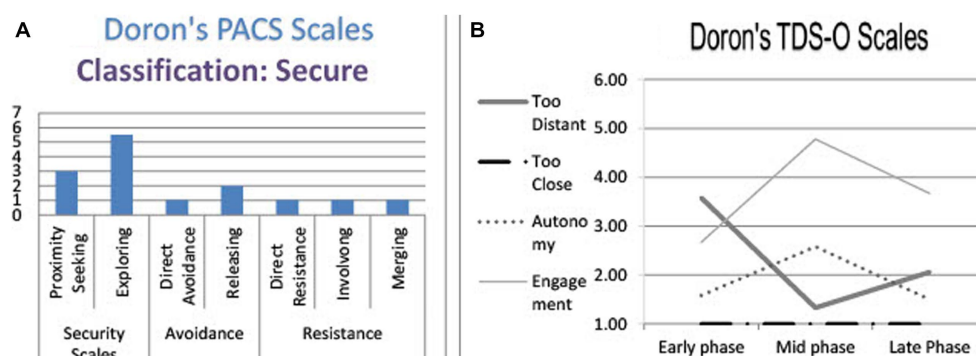 A
Doron's PACS Scales
Classification: Secure
7
6
5
4
3
2
1
0
Proximity
Seeking
Exploring
Direct
Avoidance
Releasing
Direct
Resistance
Involvong
Merging
Security
Scales
Avoidance
Resistance
B
Doron's TDS-O Scales
Too
Distant
Too
Close
Autono
my
Engage
ment
6.00
5.00
4.00
3.00
2.00
1.00
Early phase
Mid phase
Late Phase